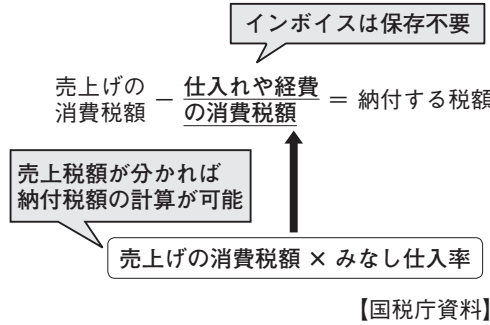 インボイスは保存不要
売上げの
消費税額
－
仕入れや経費
の消費税額
＝ 納付する税額
売上税額が分かれば
納付税額の計算が可能
売上げの消費税額 × みなし仕入率
【国税庁資料】